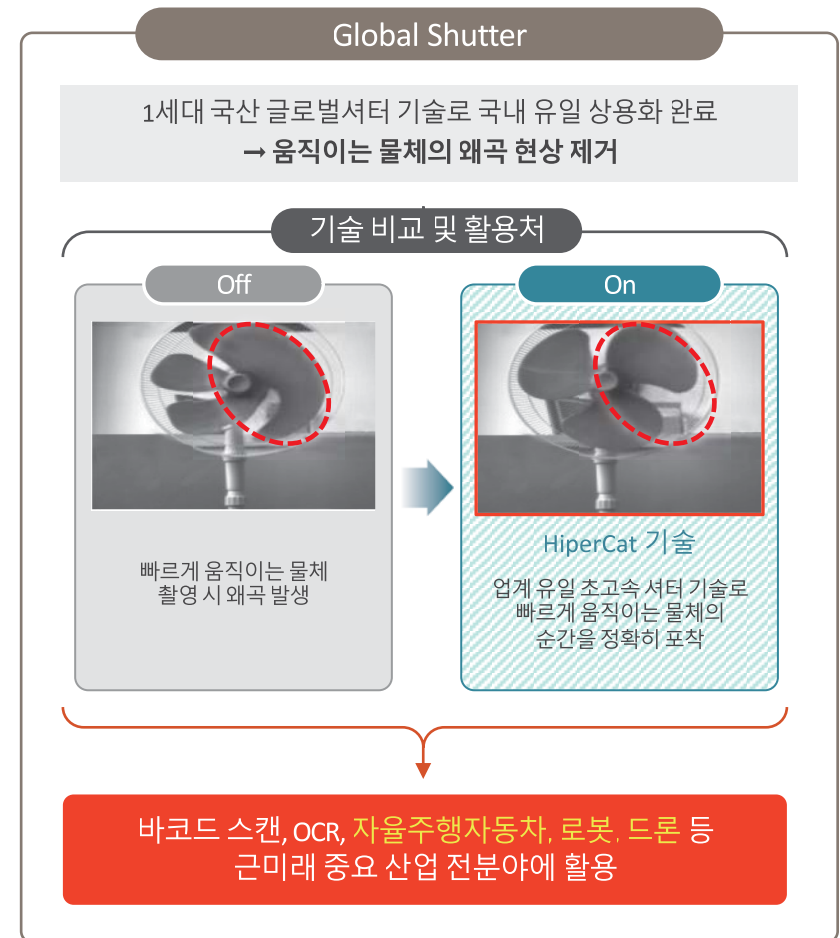 Global Shutter
1세대 국산 글로벌셔터 기술로 국내 유일 상용화 완료
→ 움직이는 물체의 왜곡 현상 제거
기술 비교 및 활용처
Off
빠르게 움직이는 물체
촬영 시 왜곡 발생
On
HiperCat 기술
업계 유일 초고속 셔터 기술로
빠르게 움직이는 물체의
순간을 정확히 포착
바코드 스캔, OCR, 자율주행자동차, 로봇, 드론 등
근미래 중요 산업 전분야에 활용